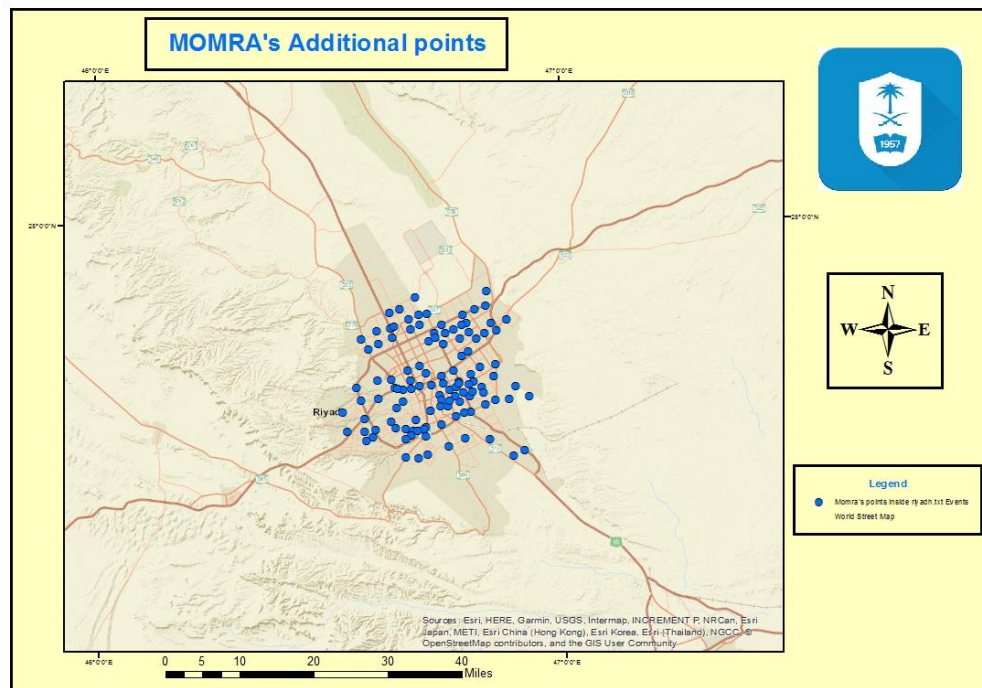 MOMRA's Additional points
46°0'0"E
47°0'0"E
25°0'0"N
25°0'0"N
1957
N
W
E
S
Riyad
Legend
Momra's points inside riyadh.txt Events
World Street Map
Sources: Esri, HERE, Garmin, USGS, Intermap, INCREMENT P, NRCan, Esri
Japan, METI, Esri China (Hong Kong), Esri Korea, Esri (Thailand), NGCC, ©
OpenStreetMap contributors, and the GIS User Community
46°0'0"E
47°0'0"E
0 5 10 20 30 40
Miles